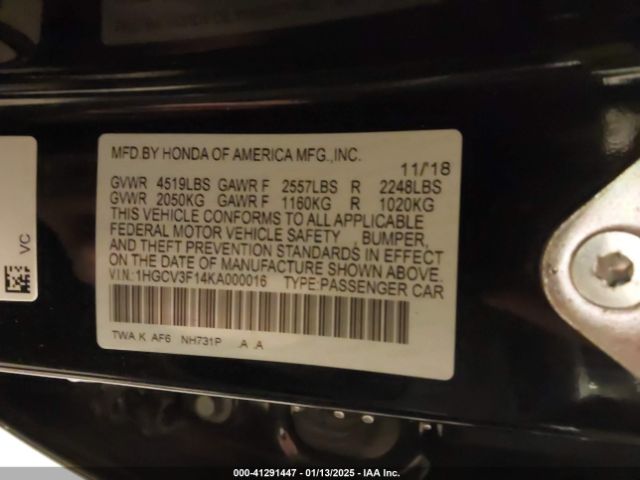 MFD.BY HONDA OF AMERICA MFG.,INC.
11/'18
GVWR 4519LBS GAWR F 2557LBS R 2248LBS
GVWR 2050KG GAWR F 1160KG R 1020KG
THIS VEHICLE CONFORMS TO ALL APPLICABLE
FEDERAL MOTOR VEHICLE SAFETY , BUMPER,
AND THEFT PREVENTION STANDARDS IN EFFECT
ON THE DATE OF MANUFACTURE SHOWN ABOVE.
VIN:1HGCV3F14KA000016 TYPE:PASSENGER CAR
TWA K AF6 NH731P .A .A
VC
000-41291447 - 01/13/2025 - IAA Inc.